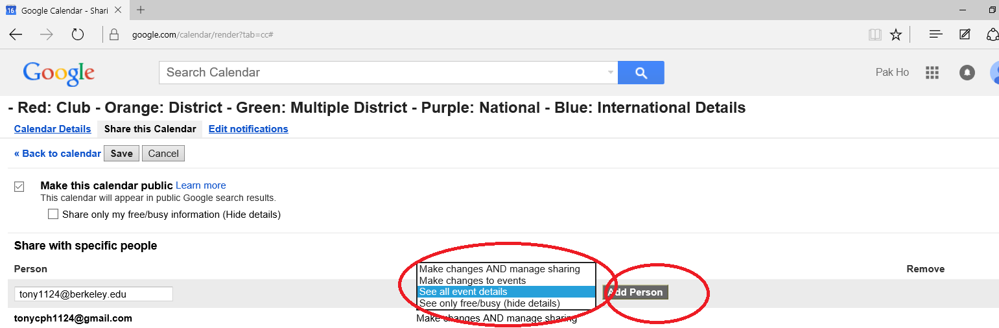 16 Google Calendar - Shari
google.com/calendar/render?tab=cc#
Google Search Calendar Pak Ho
- Red: Club - Orange: District - Green: Multiple District - Purple: National - Blue: International Details
Calendar Details Share this Calendar Edit notifications
« Back to calendar Save Cancel
Make this calendar public Learn more
This calendar will appear in public Google search results.
Share only my free/busy information (Hide details)
Share with specific people
Person Make changes AND manage sharing Remove
Make changes to events
tony1124@berkeley.edu See all event details Add Person
See only free/busy (hide details)
tonycph1124@gmail.com Make changes AND manage sharing